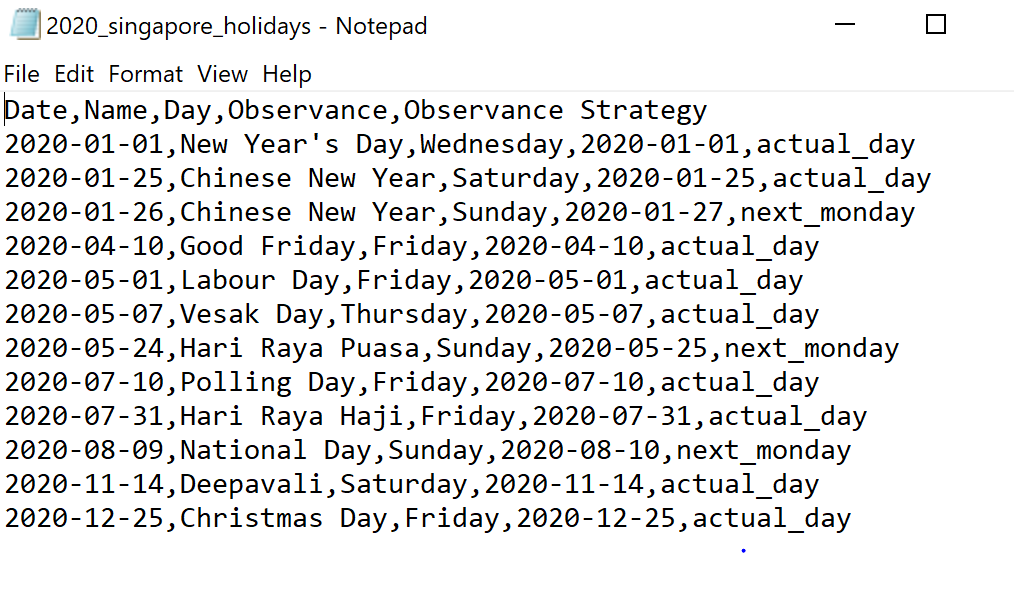 2020_singapore_holidays - Notepad
File Edit Format View Help
Date,Name,Day,Observance,Observance Strategy
2020-01-01,New Year's Day,Wednesday,2020-01-01,actual_day
2020-01-25,Chinese New Year,Saturday,2020-01-25,actual_day
2020-01-26,Chinese New Year,Sunday,2020-01-27,next_monday
2020-04-10,Good Friday,Friday,2020-04-10,actual_day
2020-05-01,Labour Day,Friday,2020-05-01,actual_day
2020-05-07,Vesak Day,Thursday,2020-05-07,actual_day
2020-05-24,Hari Raya Puasa,Sunday,2020-05-25,next_monday
2020-07-10,Polling Day,Friday,2020-07-10,actual_day
2020-07-31,Hari Raya Haji,Friday,2020-07-31,actual_day
2020-08-09,National Day,Sunday,2020-08-10,next_monday
2020-11-14,Deepavali,Saturday,2020-11-14,actual_day
2020-12-25,Christmas Day,Friday,2020-12-25,actual_day